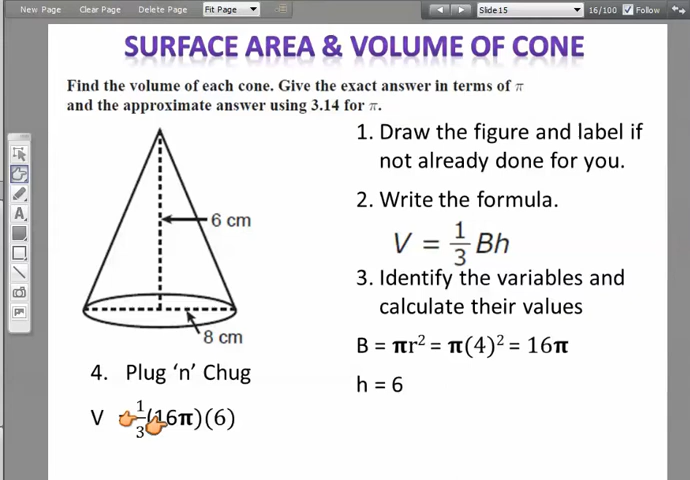 New Page Clear Page Delete Page Fit Page Slide15 16/100 Follow
SURFACE AREA & VOLUME OF CONE
Find the volume of each cone. Give the exact answer in terms of π
and the approximate answer using 3.14 for π.
6 cm
8 cm
1. Draw the figure and label if
not already done for you.
2. Write the formula.
V = 1/3 Bh
3. Identify the variables and
calculate their values
B = πr² = π(4)² = 16π
h = 6
4. Plug ‘n’ Chug
V = 1/3(16π)(6)